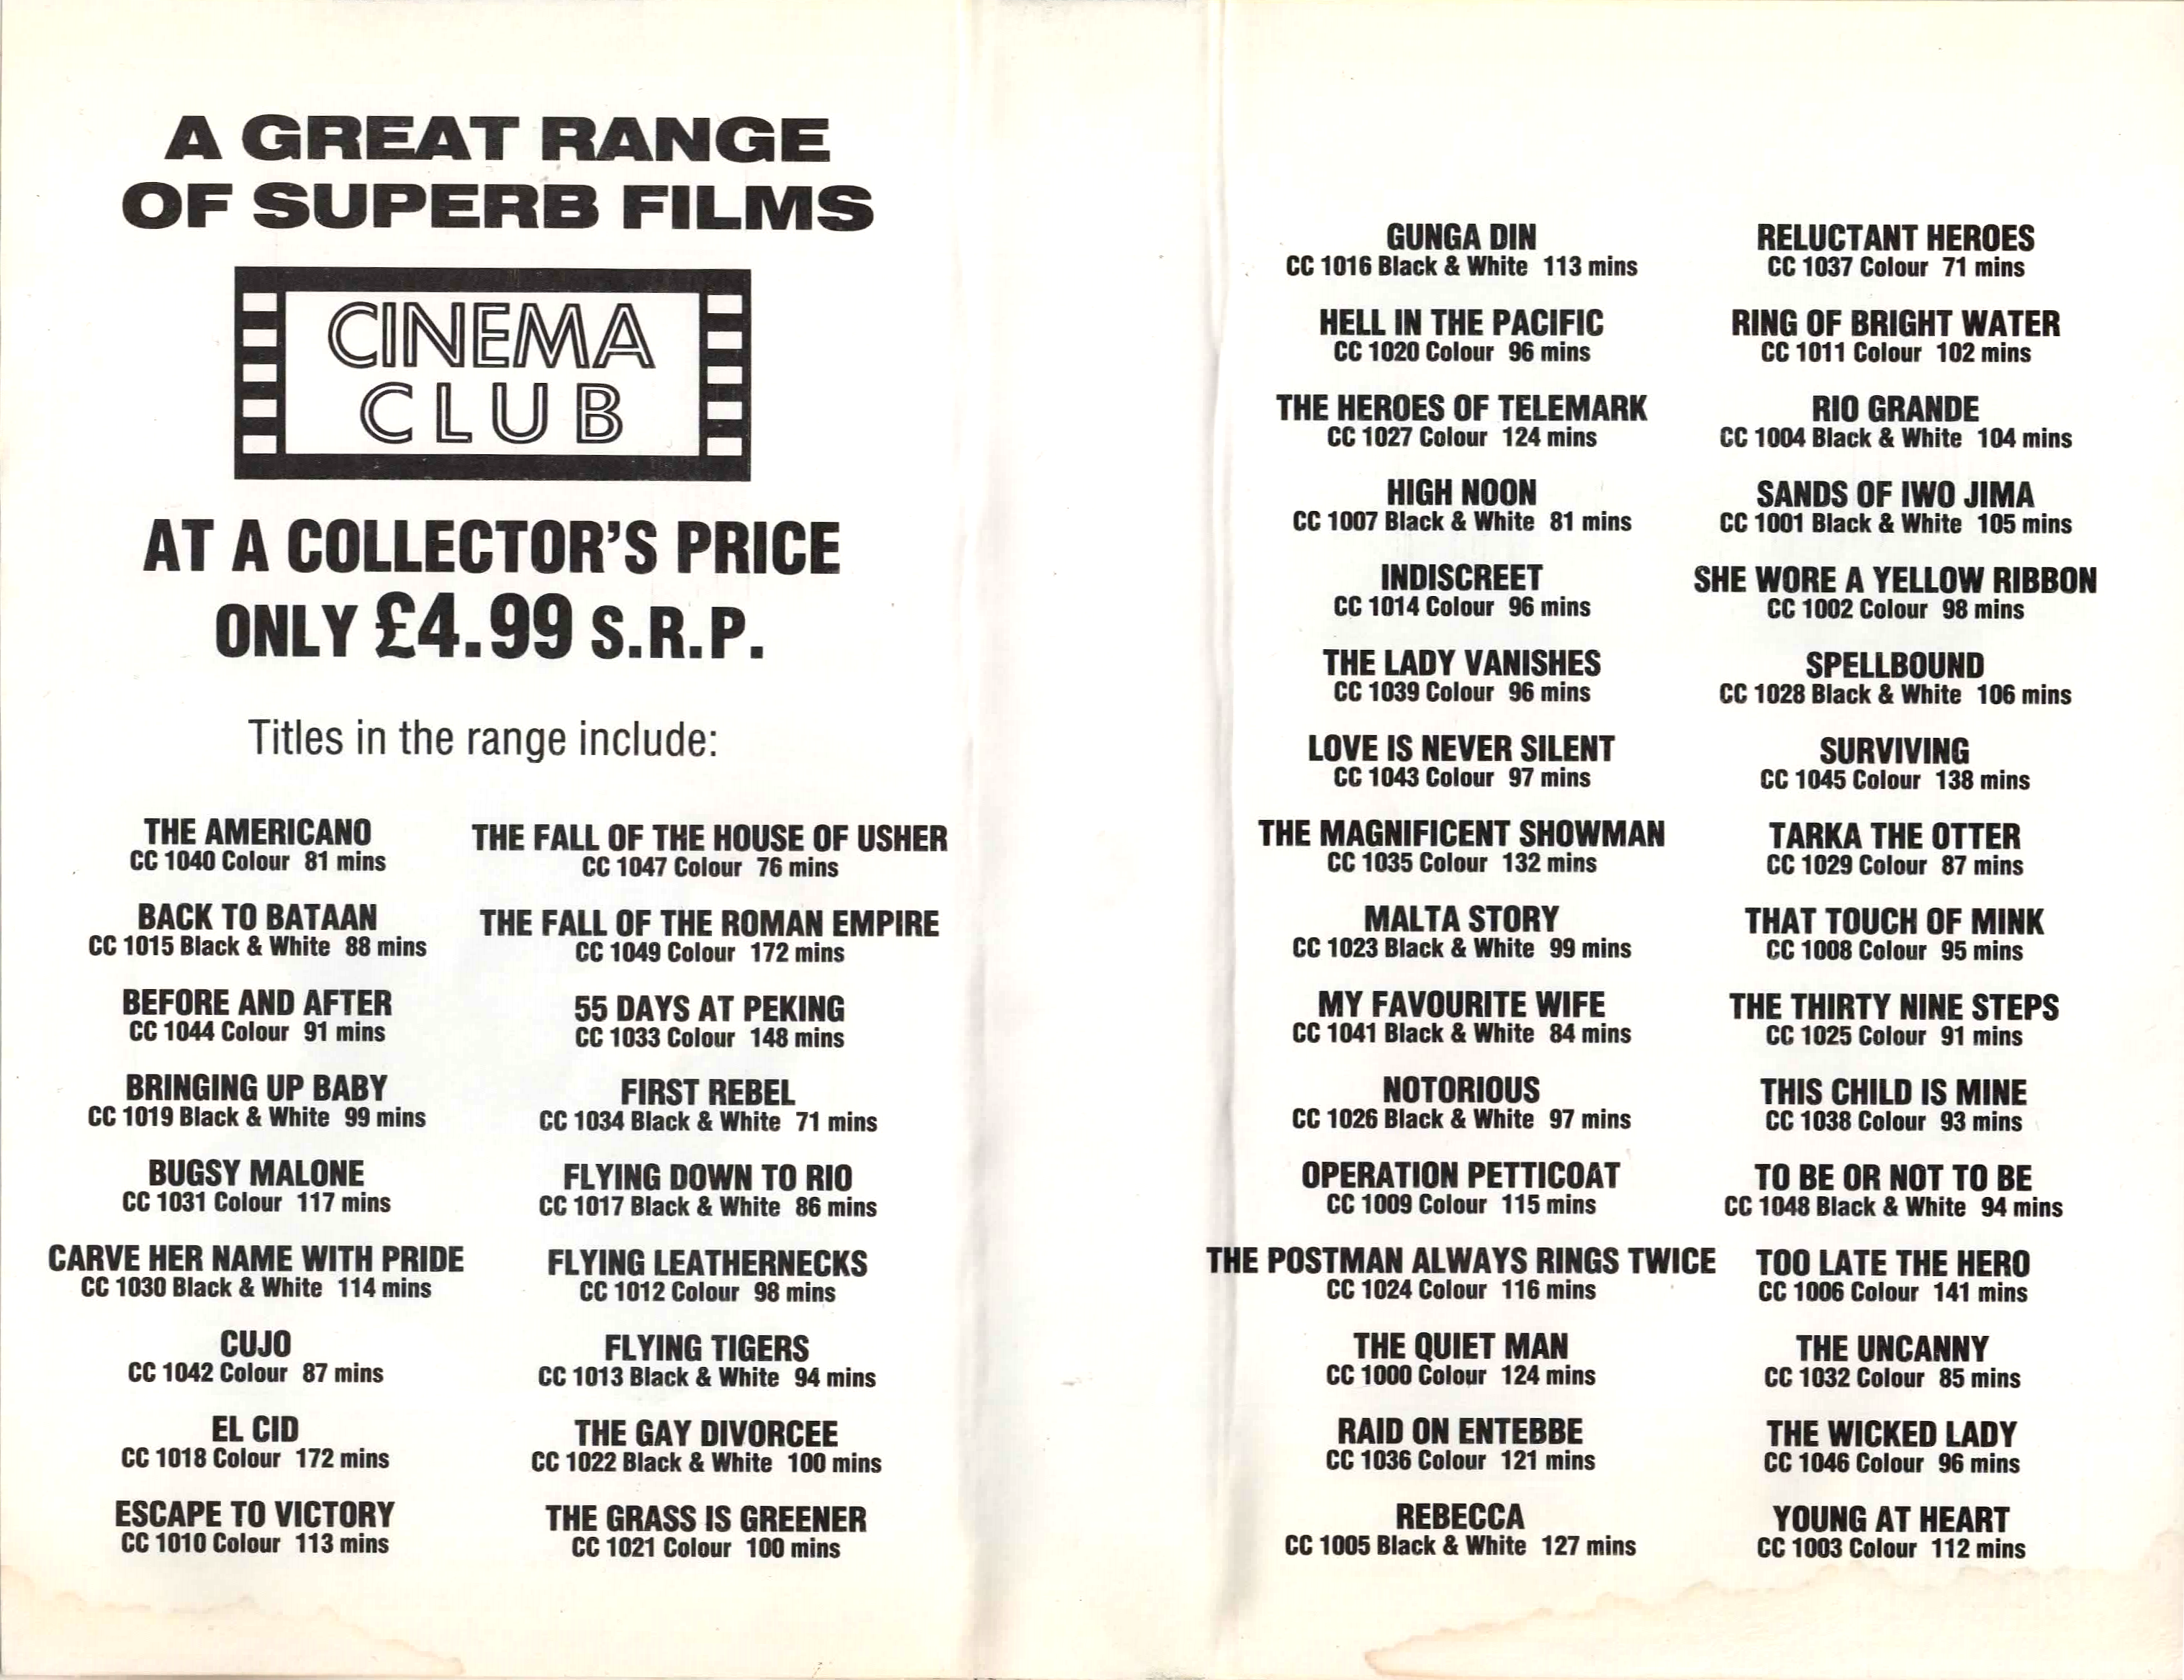 A GREAT RANGE
OF SUPERB FILMS
CINEMA
CLUB
AT A COLLECTOR'S PRICE
ONLY £4.99 S.R.P.
Titles in the range include:
THE AMERICANO
CC 1040 Colour 81 mins
BACK TO BATAAN
CC 1015 Black & White 88 mins
BEFORE AND AFTER
CC 1044 Colour 91 mins
BRINGING UP BABY
CC 1019 Black & White 99 mins
BUGSY MALONE
CC 1031 Colour 117 mins
CARVE HER NAME WITH PRIDE
CC 1030 Black & White 114 mins
CUJO
CC 1042 Colour 87 mins
EL CID
CC 1018 Colour 172 mins
ESCAPE TO VICTORY
CC 1010 Colour 113 mins
THE FALL OF THE HOUSE OF USHER
CC 1047 Colour 76 mins
THE FALL OF THE ROMAN EMPIRE
CC 1049 Colour 172 mins
55 DAYS AT PEKING
CC 1033 Colour 148 mins
FIRST REBEL
CC 1034 Black & White 71 mins
FLYING DOWN TO RIO
CC 1017 Black & White 86 mins
FLYING LEATHERNECKS
CC 1012 Colour 98 mins
FLYING TIGERS
CC 1013 Black & White 94 mins
THE GAY DIVORCEE
CC 1022 Black & White 100 mins
THE GRASS IS GREENER
CC 1021 Colour 100 mins
GUNGA DIN
CC 1016 Black & White 113 mins
HELL IN THE PACIFIC
CC 1020 Colour 96 mins
THE HEROES OF TELEMARK
CC 1027 Colour 124 mins
HIGH NOON
CC 1007 Black & White 81 mins
INDISCREET
CC 1014 Colour 96 mins
THE LADY VANISHES
CC 1039 Colour 96 mins
LOVE IS NEVER SILENT
CC 1043 Colour 97 mins
THE MAGNIFICENT SHOWMAN
CC 1035 Colour 132 mins
MALTA STORY
CC 1023 Black & White 99 mins
MY FAVOURITE WIFE
CC 1041 Black & White 84 mins
NOTORIOUS
CC 1026 Black & White 97 mins
OPERATION PETTICOAT
CC 1009 Colour 115 mins
THE POSTMAN ALWAYS RINGS TWICE
CC 1024 Colour 116 mins
THE QUIET MAN
CC 1000 Colour 124 mins
RAID ON ENTEBBE
CC 1036 Colour 121 mins
REBECCA
CC 1005 Black & White 127 mins
RELUCTANT HEROES
CC 1037 Colour 71 mins
RING OF BRIGHT WATER
CC 1011 Colour 102 mins
RIO GRANDE
CC 1004 Black & White 104 mins
SANDS OF IWO JIMA
CC 1001 Black & White 105 mins
SHE WORE A YELLOW RIBBON
CC 1002 Colour 98 mins
SPELLBOUND
CC 1028 Black & White 106 mins
SURVIVING
CC 1045 Colour 138 mins
TARKA THE OTTER
CC 1029 Colour 87 mins
THAT TOUCH OF MINK
CC 1008 Colour 95 mins
THE THIRTY NINE STEPS
CC 1025 Colour 91 mins
THIS CHILD IS MINE
CC 1038 Colour 93 mins
TO BE OR NOT TO BE
CC 1048 Black & White 94 mins
TOO LATE THE HERO
CC 1006 Colour 141 mins
THE UNCANNY
CC 1032 Colour 85 mins
THE WICKED LADY
CC 1046 Colour 96 mins
YOUNG AT HEART
CC 1003 Colour 112 mins